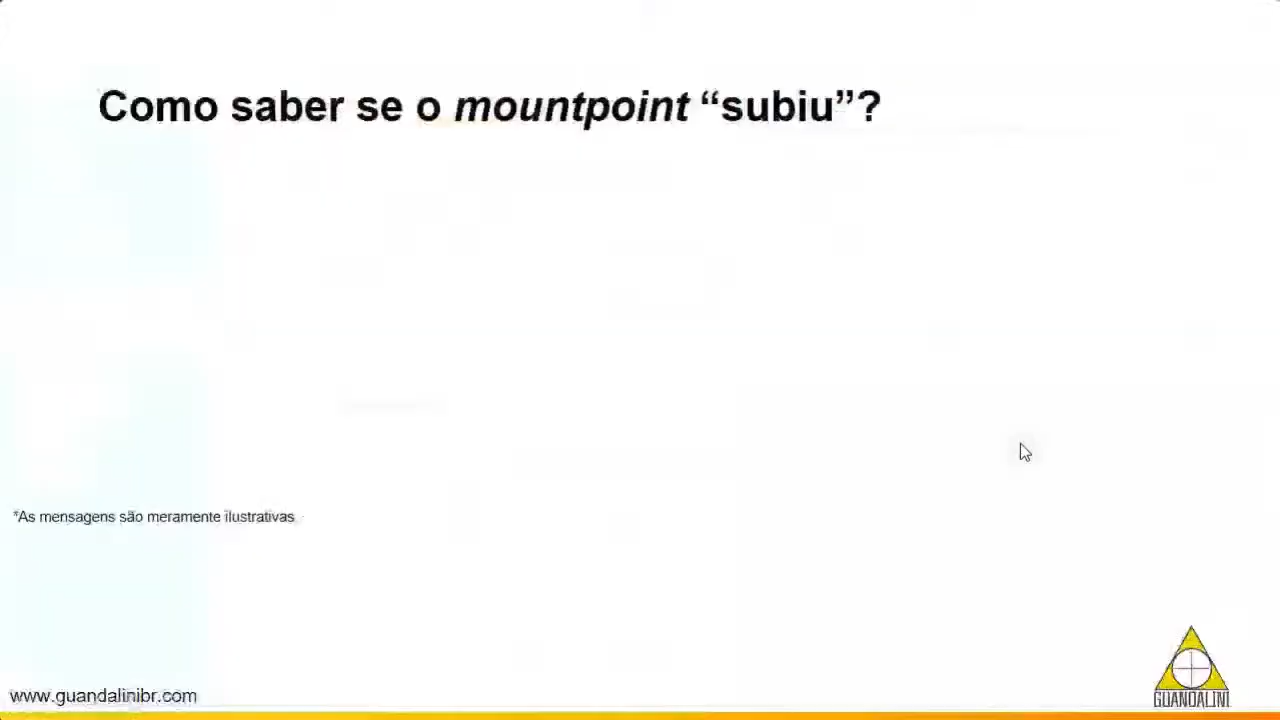 Como saber se o mountpoint “subiu”?
*As mensagens são meramente ilustrativas
www.guandalinibr.com
GUANDALINI